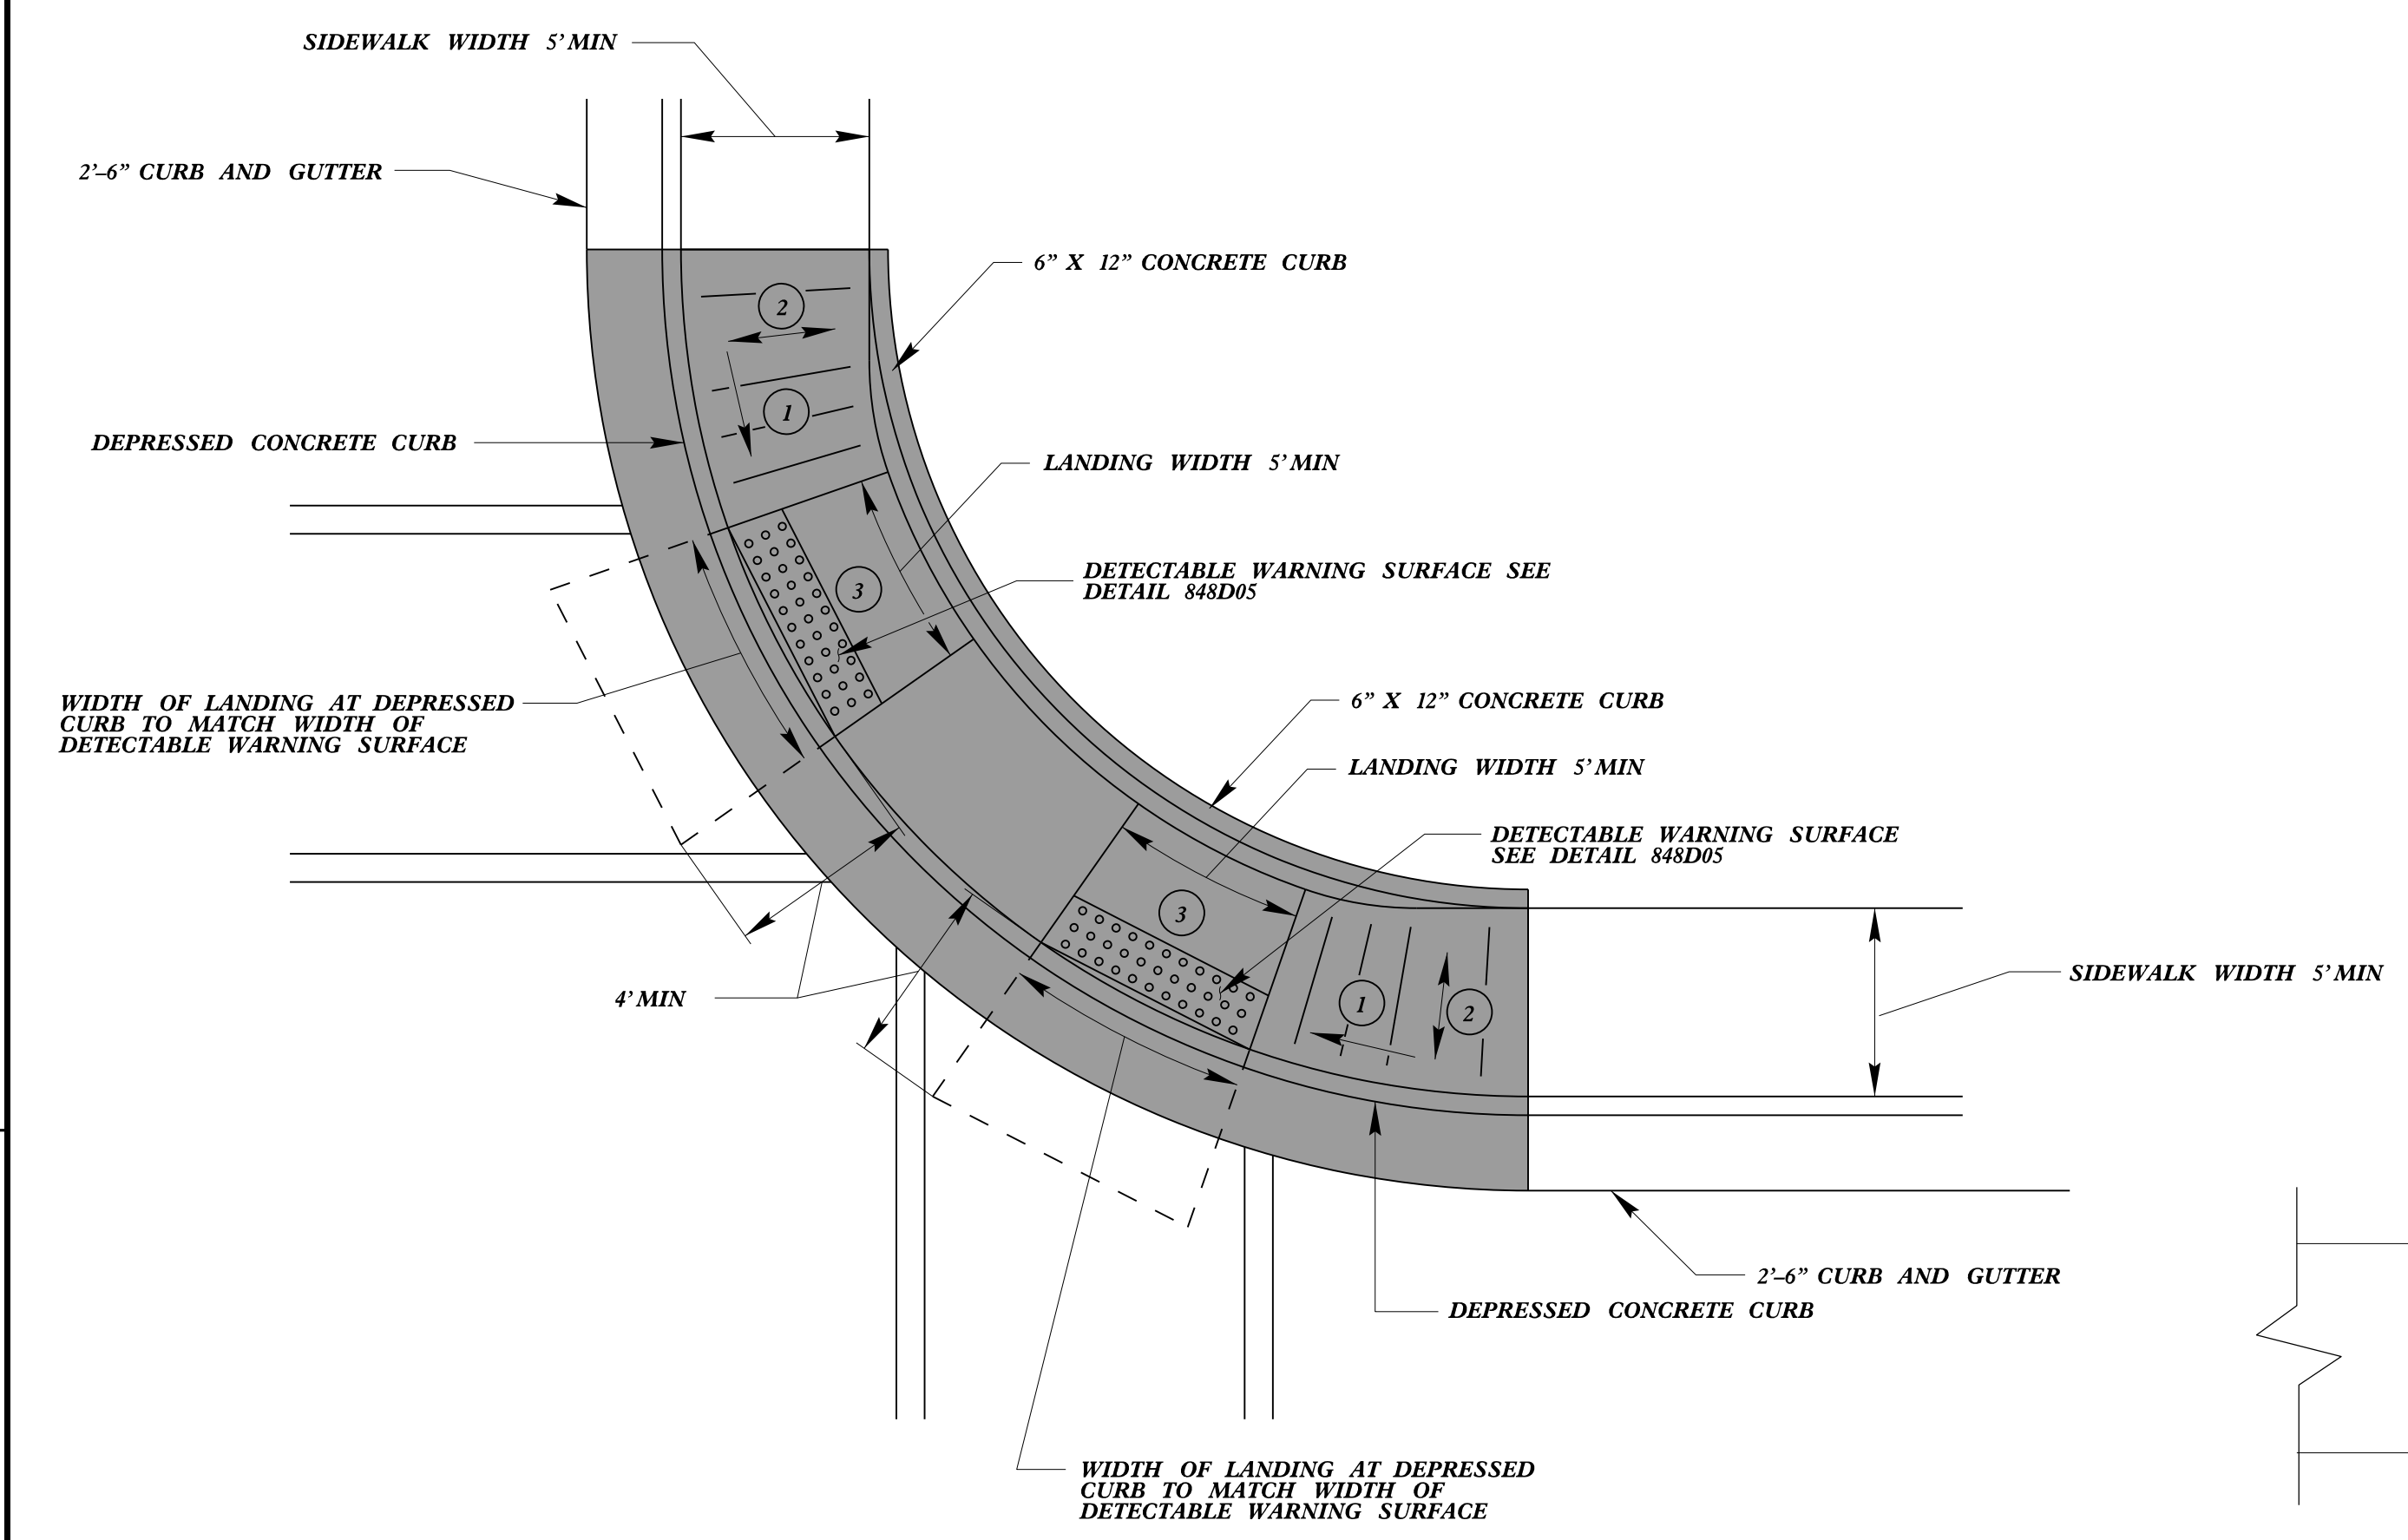 SIDEWALK WIDTH 5' MIN
2'–6" CURB AND GUTTER
6" X 12" CONCRETE CURB
2
1
DEPRESSED CONCRETE CURB
LANDING WIDTH 5' MIN
DETECTABLE WARNING SURFACE SEE
DETAIL 848D05
3
WIDTH OF LANDING AT DEPRESSED
CURB TO MATCH WIDTH OF
DETECTABLE WARNING SURFACE
6" X 12" CONCRETE CURB
LANDING WIDTH 5' MIN
DETECTABLE WARNING SURFACE
SEE DETAIL 848D05
3
1
2
SIDEWALK WIDTH 5' MIN
4' MIN
2'–6" CURB AND GUTTER
DEPRESSED CONCRETE CURB
WIDTH OF LANDING AT DEPRESSED
CURB TO MATCH WIDTH OF
DETECTABLE WARNING SURFACE